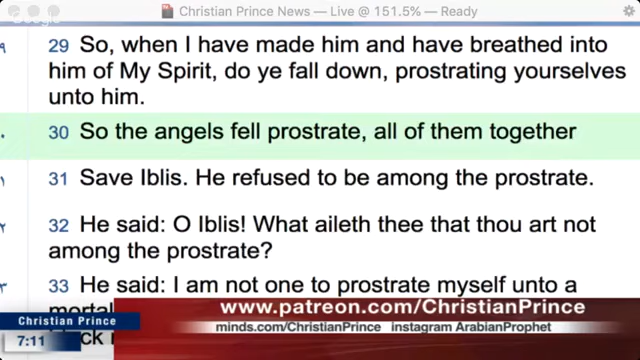 Christian Prince News — Live @ 151.5% — Ready
29 So, when I have made him and have breathed into
him of My Spirit, do ye fall down, prostrating yourselves
unto him.
30 So the angels fell prostrate, all of them together
31 Save Iblis. He refused to be among the prostrate.
32 He said: O Iblis! What aileth thee that thou art not
among the prostrate?
33 He said: I am not one to prostrate myself unto a
www.patreon.com/ChristianPrince
Christian Prince
minds.com/ChristianPrince instagram ArabianProphet
7:11